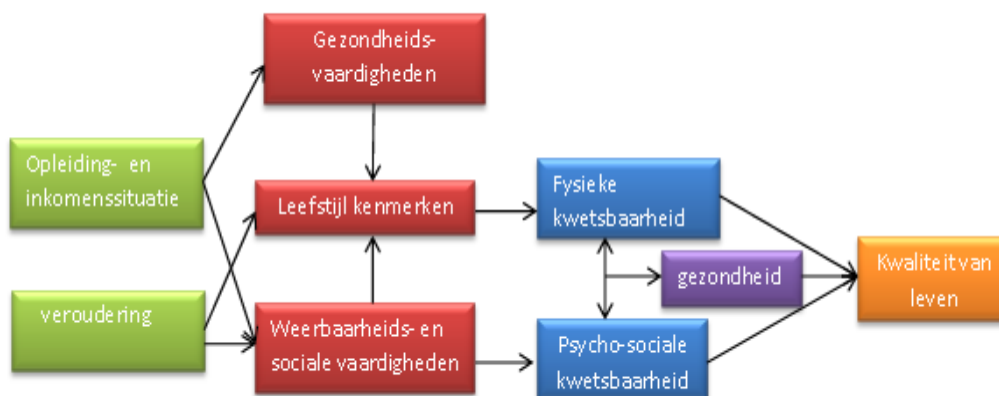 Gezondheids-
vaardigheden
Opleiding- en
inkomenssituatie
Leefstijl kenmerken
Fysieke
kwetsbaarheid
gezondheid
Kwaliteit van
leven
veroudering
Weerbaarheids- en
sociale vaardigheden
Psycho-sociale
kwetsbaarheid